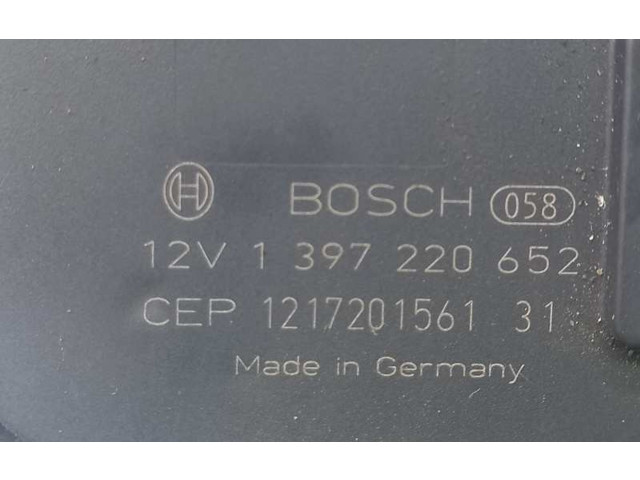 BOSCH 058
12V 1 397 220 652
CEP 1217201561 31
Made in Germany